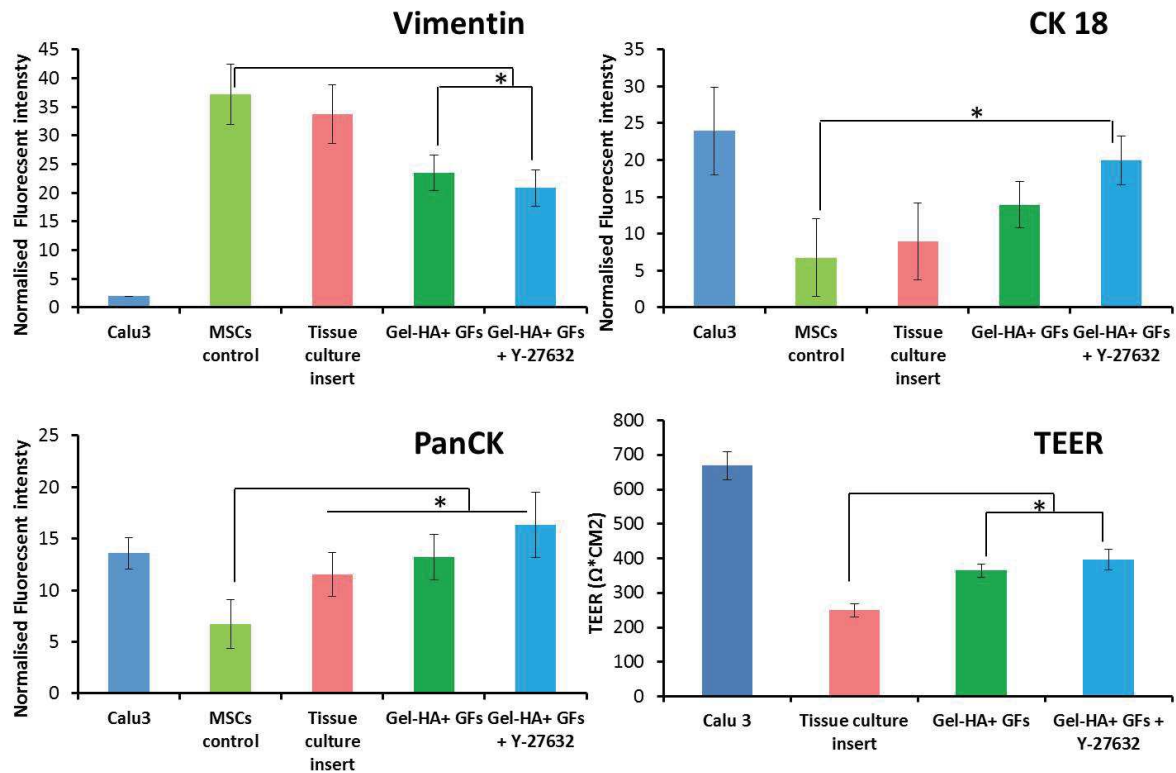 Vimentin
Normalised Fluorecsent intensty
45
40
35
30
25
20
15
10
5
0
*
Calu3
MSCs
control
Tissue
culture
insert
Gel-HA+ GFs
Gel-HA+ GFs
+ Y-27632
CK 18
Normalised Fluorecsent intensty
35
30
25
20
15
10
5
0
*
Calu3
MSCs
control
Tissue
culture
insert
Gel-HA+ GFs
Gel-HA+ GFs
+ Y-27632
PanCK
Normalised Fluorecsent intensty
25
20
15
10
5
0
*
Calu3
MSCs
control
Tissue
culture
insert
Gel-HA+ GFs
Gel-HA+ GFs
+ Y-27632
TEER
TEER (Ω*CM2)
800
700
600
500
400
300
200
100
0
*
Calu 3
Tissue culture
insert
Gel-HA+ GFs
Gel-HA+ GFs +
Y-27632